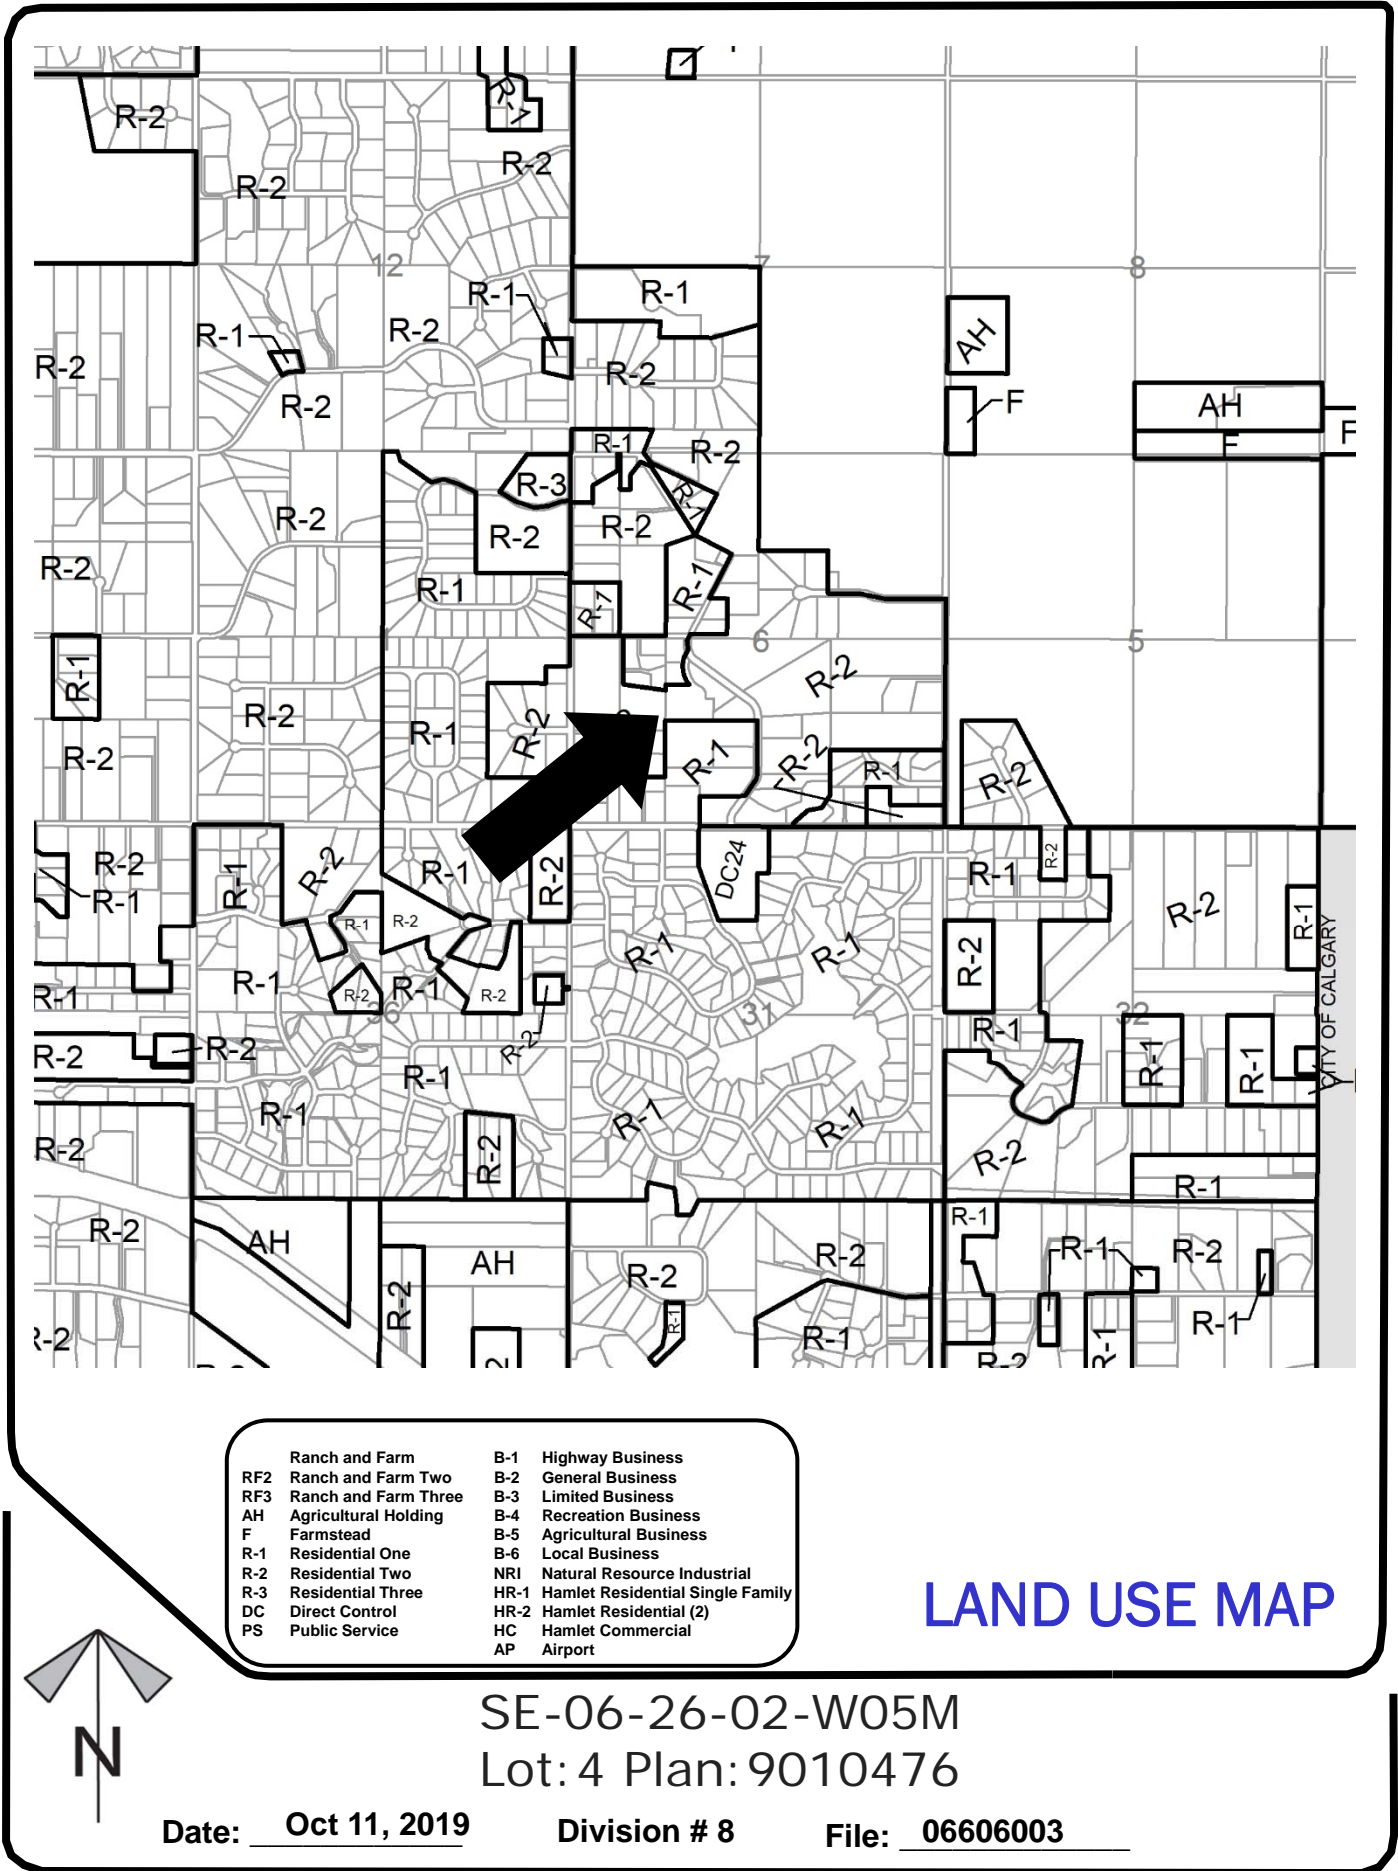 R-2
R-1
R-2
R-2
12
7
8
R-1
R-1
R-1
R-2
AH
R-2
R-2
R-2
F
AH
F
F
R-1
R-2
R-3
R-1
R-2
R-2
R-2
R-2
R-1
R-1
R-1
1
6
5
R-1
R-2
R-2
R-1
R-2
R-2
R-1
R-2
R-1
R-2
R-2
R-1
R-2
R-2
R-1
R-2
DC24
R-1
R-2
R-1
R-2
R-1
R-1
R-2
R-1
R-2
R-1
R-1
R-2
CITY OF CALGARY
R-1
R-1
R-2
R-1
R-2
36
31
32
R-1
R-2
R-2
R-2
R-1
R-1
R-1
R-1
R-1
R-1
R-2
R-2
R-2
R-1
R-2
AH
AH
R-2
R-2
R-1
R-1
R-2
R-2
R-1
R-1
R-1
R-2
R-1
Ranch and Farm
RF2 Ranch and Farm Two
RF3 Ranch and Farm Three
AH Agricultural Holding
F Farmstead
R-1 Residential One
R-2 Residential Two
R-3 Residential Three
DC Direct Control
PS Public Service
B-1 Highway Business
B-2 General Business
B-3 Limited Business
B-4 Recreation Business
B-5 Agricultural Business
B-6 Local Business
NRI Natural Resource Industrial
HR-1 Hamlet Residential Single Family
HR-2 Hamlet Residential (2)
HC Hamlet Commercial
AP Airport
LAND USE MAP
N
SE-06-26-02-W05M
Lot: 4 Plan: 9010476
Date: Oct 11, 2019 Division # 8 File: 06606003